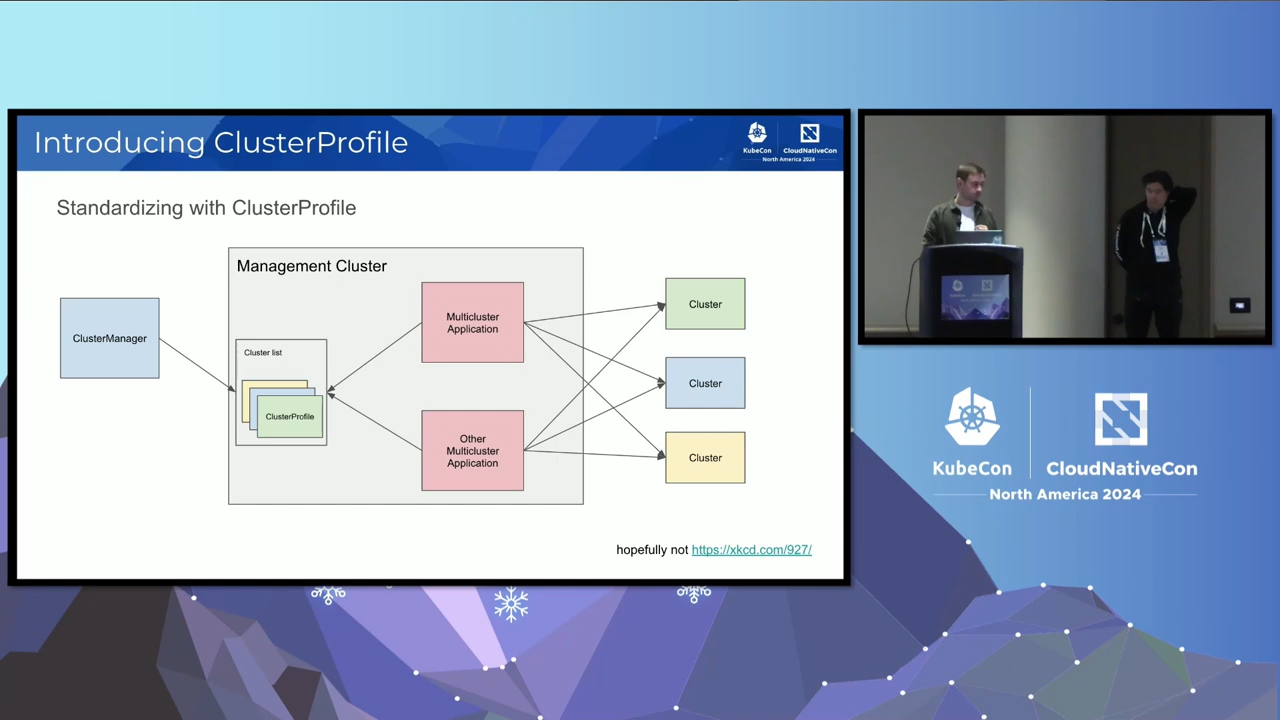 Introducing ClusterProfile
KubeCon
CloudNativeCon
North America 2024
Standardizing with ClusterProfile
Management Cluster
ClusterManager
Cluster list
ClusterProfile
Multicluster
Application
Other
Multicluster
Application
Cluster
Cluster
Cluster
hopefully not https://xkcd.com/927/
KubeCon
CloudNativeCon
North America 2024